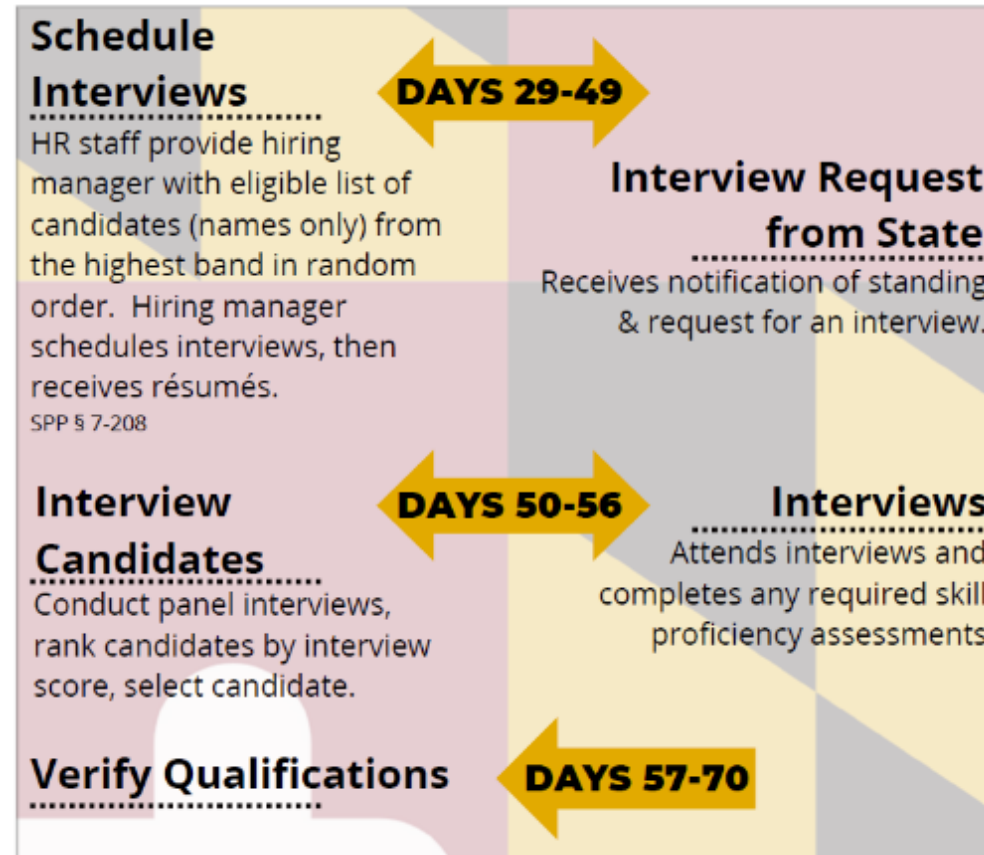 Schedule
Interviews
DAYS 29-49
HR staff provide hiring
manager with eligible list of
candidates (names only) from
the highest band in random
order. Hiring manager
schedules interviews, then
receives résumés.
SPP § 7-208
Interview Request
from State
Receives notification of standing
& request for an interview.
Interview
Candidates
DAYS 50-56
Conduct panel interviews,
rank candidates by interview
score, select candidate.
Interviews
Attends interviews and
completes any required skill
proficiency assessments
Verify Qualifications
DAYS 57-70